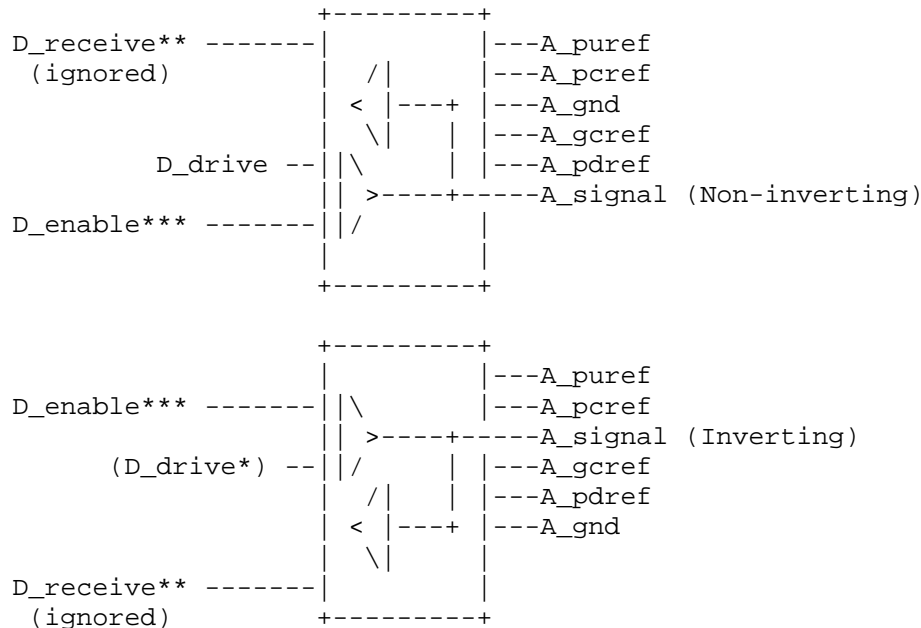 D_receive** A_puref
(ignored) A_pcref
A_gnd
A_gcref
D_drive A_pdref
A_signal (Non-inverting)
D_enable***
A_puref
D_enable*** A_pcref
A_signal (Inverting)
(D_drive*) A_gcref
A_pdref
A_gnd
D_receive**
(ignored)